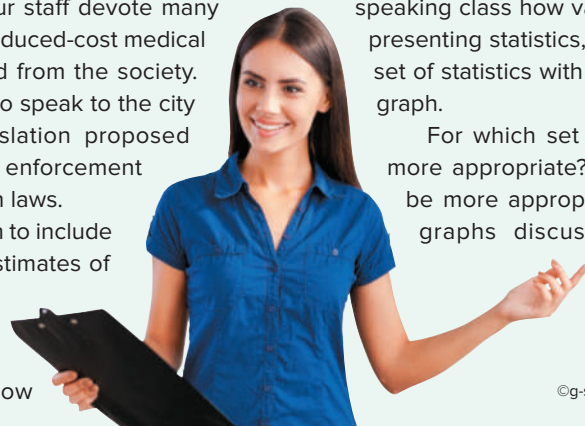 ur staff devote many
duced-cost medical
d from the society.
o speak to the city
slation proposed
enforcement
n laws.
n to include
stimates of
ow
speaking class how va
presenting statistics,
set of statistics with
graph.
For which set
more appropriate?
be more approp
graphs discus
©g-s